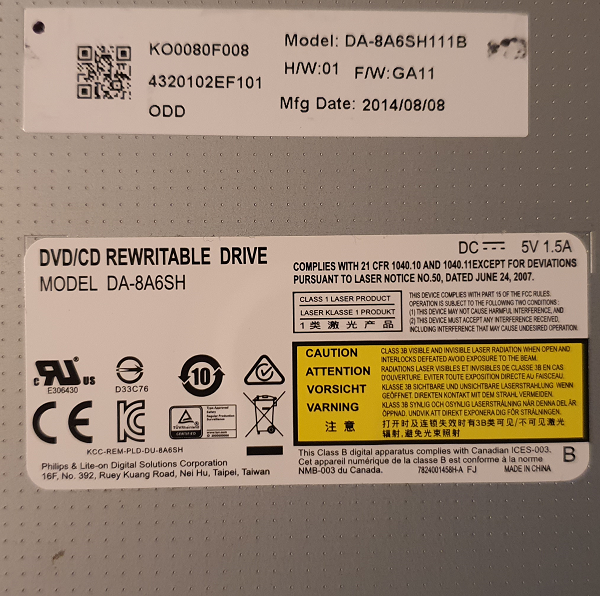 KO0080F008
4320102EF101
ODD
Model: DA-8A6SH111B
H/W:01 F/W:GA11
Mfg Date: 2014/08/08
DVD/CD REWRITABLE DRIVE
MODEL DA-8A6SH
DC 5V 1.5A
COMPLIES WITH 21 CFR 1040.10 AND 1040.11EXCEPT FOR DEVIATIONS
PURSUANT TO LASER NOTICE NO.50, DATED JUNE 24, 2007.
CLASS 1 LASER PRODUCT
LASER KLASSE 1 PRODUKT
1 类 激 光 产 品
THIS DEVICE COMPLIES WITH PART 15 OF THE FCC RULES.
OPERATION IS SUBJECT TO THE FOLLOWING TWO CONDITIONS:
(1) THIS DEVICE MAY NOT CAUSE HARMFUL INTERFERENCE, AND
(2) THIS DEVICE MUST ACCEPT ANY INTERFERENCE RECEIVED,
INCLUDING INTERFERENCE THAT MAY CAUSE UNDESIRED OPERATION.
CAUTION
ATTENTION
VORSICHT
VARNING
注 意
CLASS 3B VISIBLE AND INVISIBLE LASER RADIATION WHEN OPEN AND
INTERLOCKS DEFEATED AVOID EXPOSURE TO THE BEAM.
RADIATIONS LASER VISIBLES ET INVISIBLES DE CLASSE 3B EN CAS
D'OUVERTURE. EVITER TOUTE EXPOSITION DIRECTE AU FAISCEAU.
KLASSE 3B SICHTBARE UND UNSICHTBARE LASERSTRAHLUNG, WENN
GEÖFFNET. DIREKTEN KONTAKT MIT DEM STRAHL VERMEIDEN.
KLASS 3B SYNLIG OCH OSYNLIG LASERSTRÅLNING NÄR DENNA DEL ÄR
ÖPPNAD. UNDVIK ATT DIREKT EXPONERA DIG FÖR STRÅLNINGEN.
打开时及连锁失效时有3B类可见/不可见激光
辐射,避免光束照射
c RU US
E306430
D33C76
10
CE
TÜVRheinland
CERTIFIED
KCC-REM-PLD-DU-8A6SH
Philips & Lite-on Digital Solutions Corporation
16F, No. 392, Ruey Kuang Road, Nei Hu, Taipei, Taiwan
This Class B digital apparatus complies with Canadian ICES-003.
Cet appareil numérique de la classe B est conforme à la norme
NMB-003 du Canada.
7824001458H-A FJ
MADE IN CHINA
B